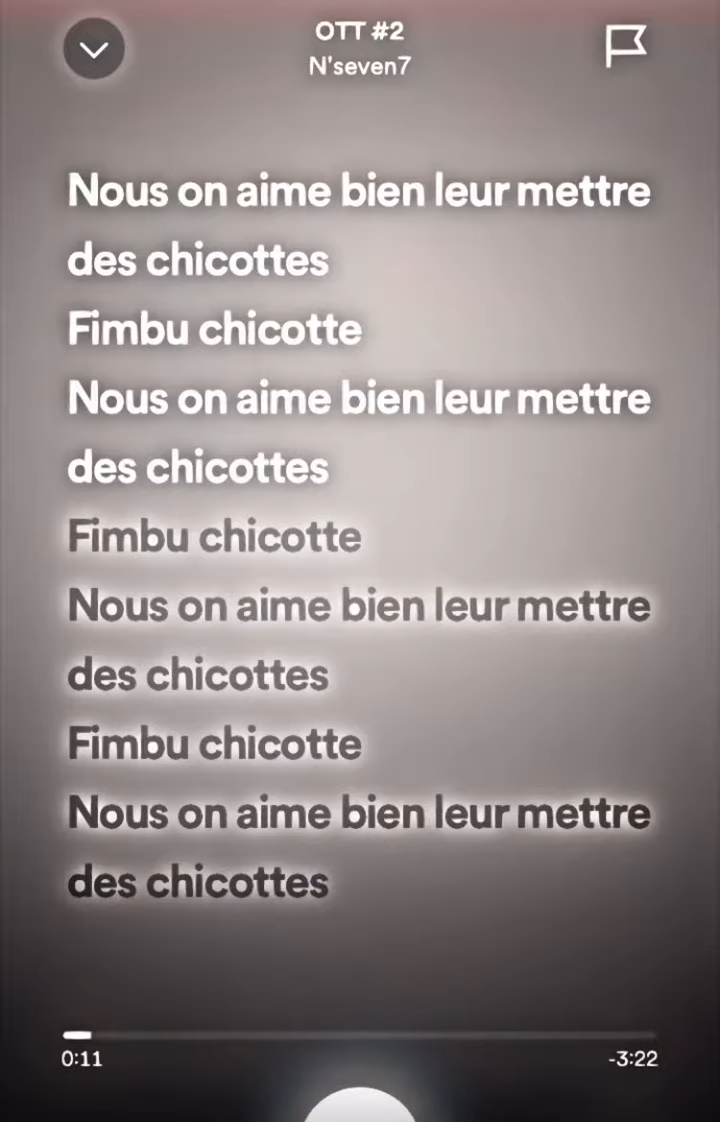 OTT #2
N'seven7
Nous on aime bien leur mettre
des chicottes
Fimbu chicotte
Nous on aime bien leur mettre
des chicottes
Fimbu chicotte
Nous on aime bien leur mettre
des chicottes
Fimbu chicotte
Nous on aime bien leur mettre
des chicottes
0:11
-3:22